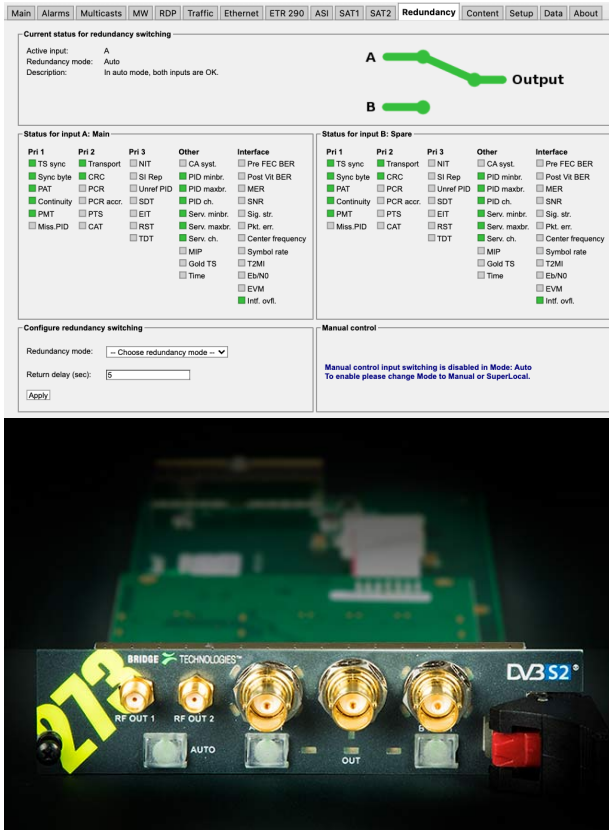 Main Alarms Multicasts MW RDP Traffic Ethernet ETR 290 ASI SAT1 SAT2 Redundancy Content Setup Data About
Current status for redundancy switching
Active input: A
Redundancy mode: Auto
Description: In auto mode, both inputs are OK.
A
Output
B
Status for input A: Main
Pri 1 Pri 2 Pri 3 Other Interface
TS sync Transport NIT CA syst. Pre FEC BER
Sync byte CRC SI Rep PID minbr. Post Vit BER
PAT PCR Unref PID PID maxbr. MER
Continuity PCR accr. SDT PID ch. SNR
PMT PTS EIT Serv. minbr. Sig. str.
Miss.PID CAT RST Serv. maxbr. Pkt. err.
TDT Serv. ch. Center frequency
MIP Symbol rate
Gold TS T2MI
Time Eb/N0
EVM
Intf. ovfl.
Status for input B: Spare
Pri 1 Pri 2 Pri 3 Other Interface
TS sync Transport NIT CA syst. Pre FEC BER
Sync byte CRC SI Rep PID minbr. Post Vit BER
PAT PCR Unref PID PID maxbr. MER
Continuity PCR accr. SDT PID ch. SNR
PMT PTS EIT Serv. minbr. Sig. str.
Miss.PID CAT RST Serv. maxbr. Pkt. err.
TDT Serv. ch. Center frequency
MIP Symbol rate
Gold TS T2MI
Time Eb/N0
EVM
Intf. ovfl.
Configure redundancy switching
Redundancy mode: -- Choose redundancy mode --
Return delay (sec): 5
Apply
Manual control
Manual control input switching is disabled in Mode: Auto
To enable please change Mode to Manual or SuperLocal.
BRIDGE TECHNOLOGIES™
DVB S2®
273
RF OUT 1 RF OUT 2
AUTO
OUT